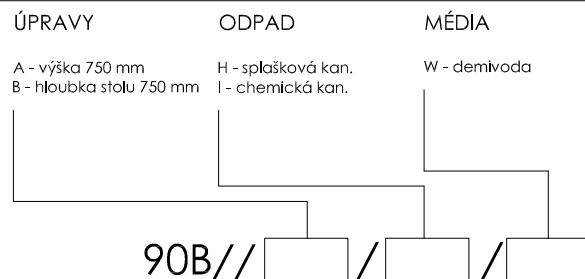 ÚPRAVY
A - výška 750 mm
B - hloubka stolu 750 mm
ODPAD
H - splašková kan.
I - chemická kan.
MÉDIA
W - demivoda
90B// / /